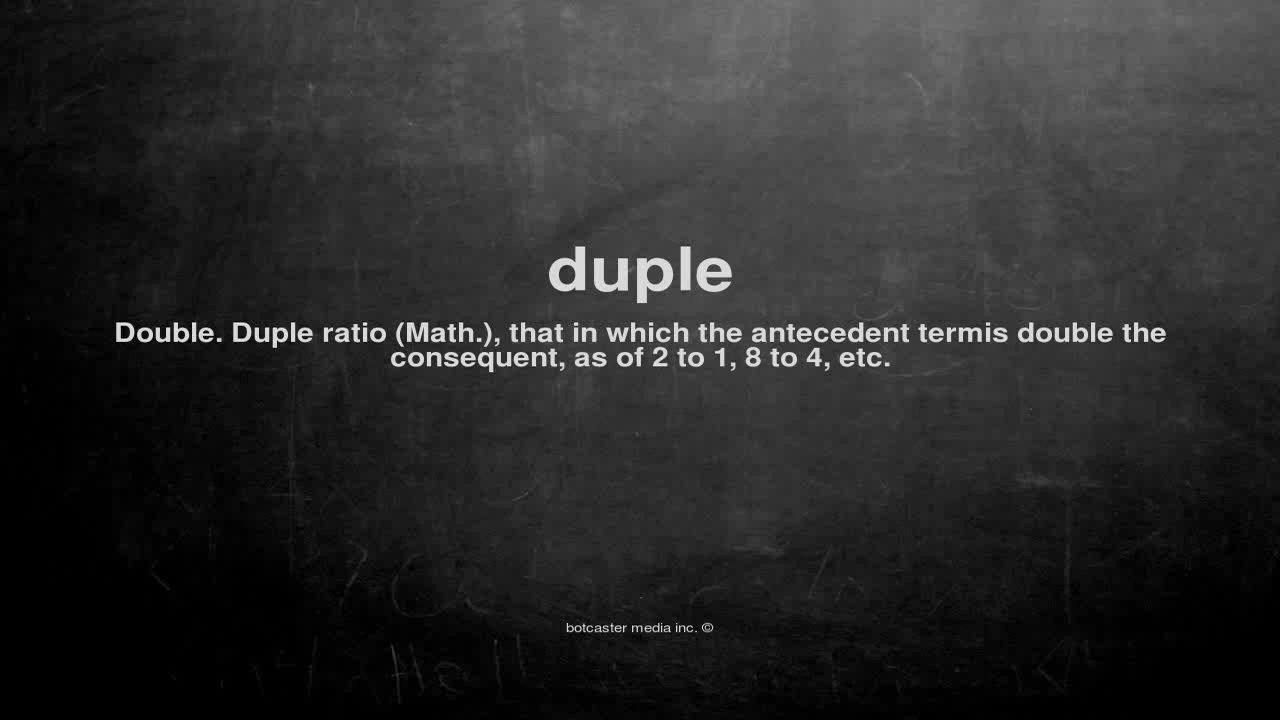 duple
Double. Duple ratio (Math.), that in which the antecedent termis double the
consequent, as of 2 to 1, 8 to 4, etc.
botcaster media inc. ©